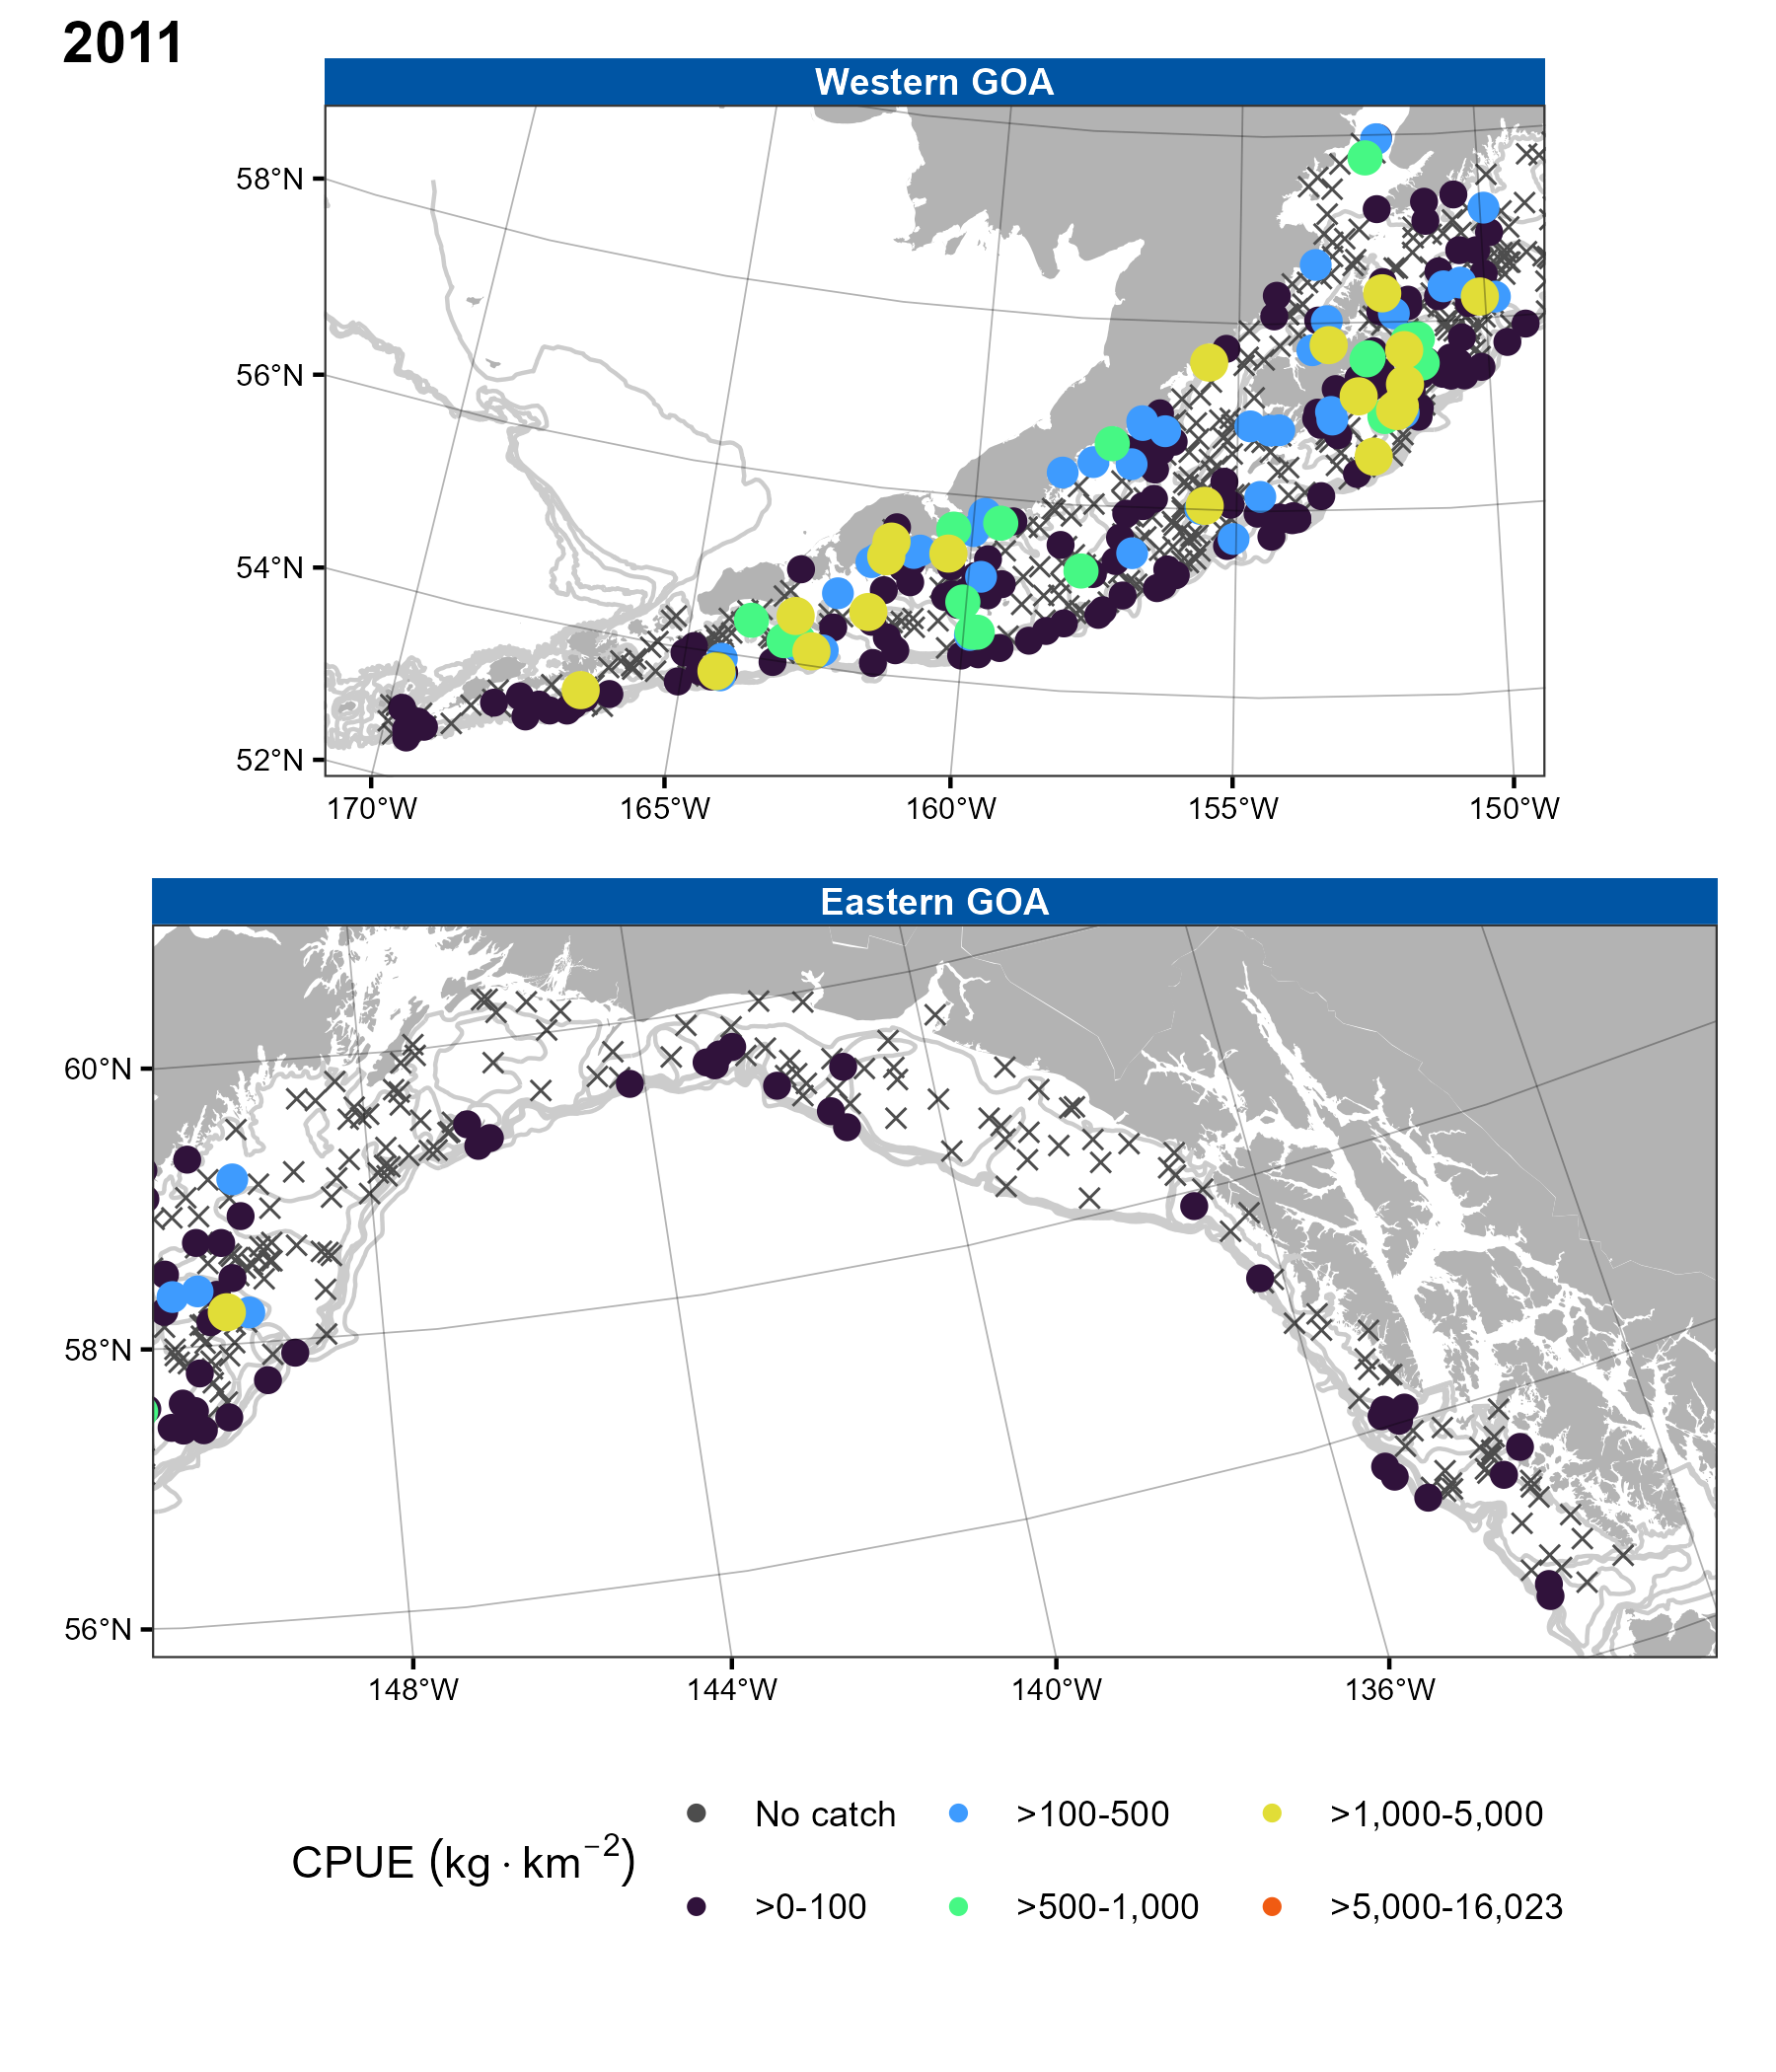 2011
Western GOA
58°N
56°N
54°N
52°N
170°W 165°W 160°W 155°W 150°W
Eastern GOA
60°N
58°N
56°N
148°W 144°W 140°W 136°W
CPUE (kg · km⁻²)
No catch >100-500 >1,000-5,000
>0-100 >500-1,000 >5,000-16,023